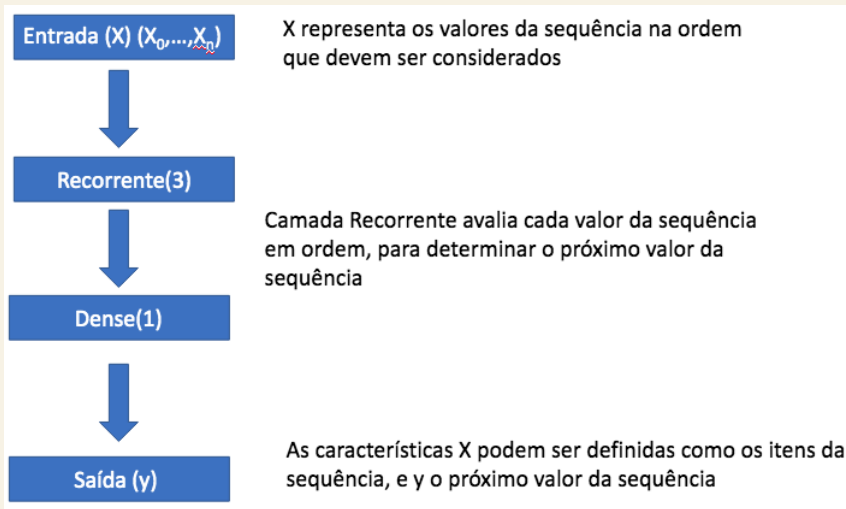 Entrada (X) (X₀,...,Xₙ)
X representa os valores da sequência na ordem
que devem ser considerados
Recorrente(3)
Camada Recorrente avalia cada valor da sequência
em ordem, para determinar o próximo valor da
sequência
Dense(1)
As características X podem ser definidas como os itens da
sequência, e y o próximo valor da sequência
Saída (y)